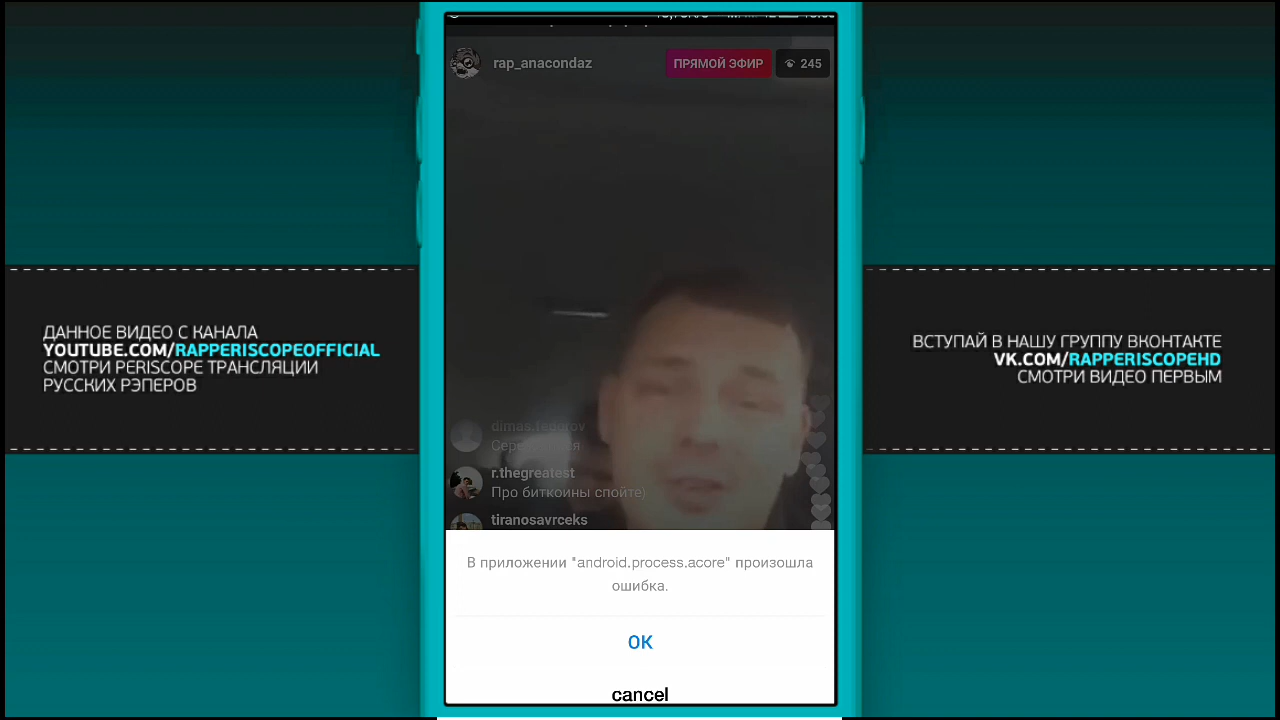 rap_anacondaz
ПРЯМОЙ ЭФИР
245
ДАННОЕ ВИДЕО С КАНАЛА
YOUTUBE.COM/RAPPERISCOPEOFFICIAL
СМОТРИ PERISCOPE ТРАНСЛЯЦИИ
РУССКИХ РЭПЕРОВ
ВСТУПАЙ В НАШУ ГРУППУ ВКОНТАКТЕ
VK.COM/RAPPERISCOPEHD
СМОТРИ ВИДЕО ПЕРВЫМ
dimas.fedorov
r.thegreatest
Про биткоины спойте)
tiranosavrceks
В приложении "android.process.acore" произошла
ошибка.
OK
cancel